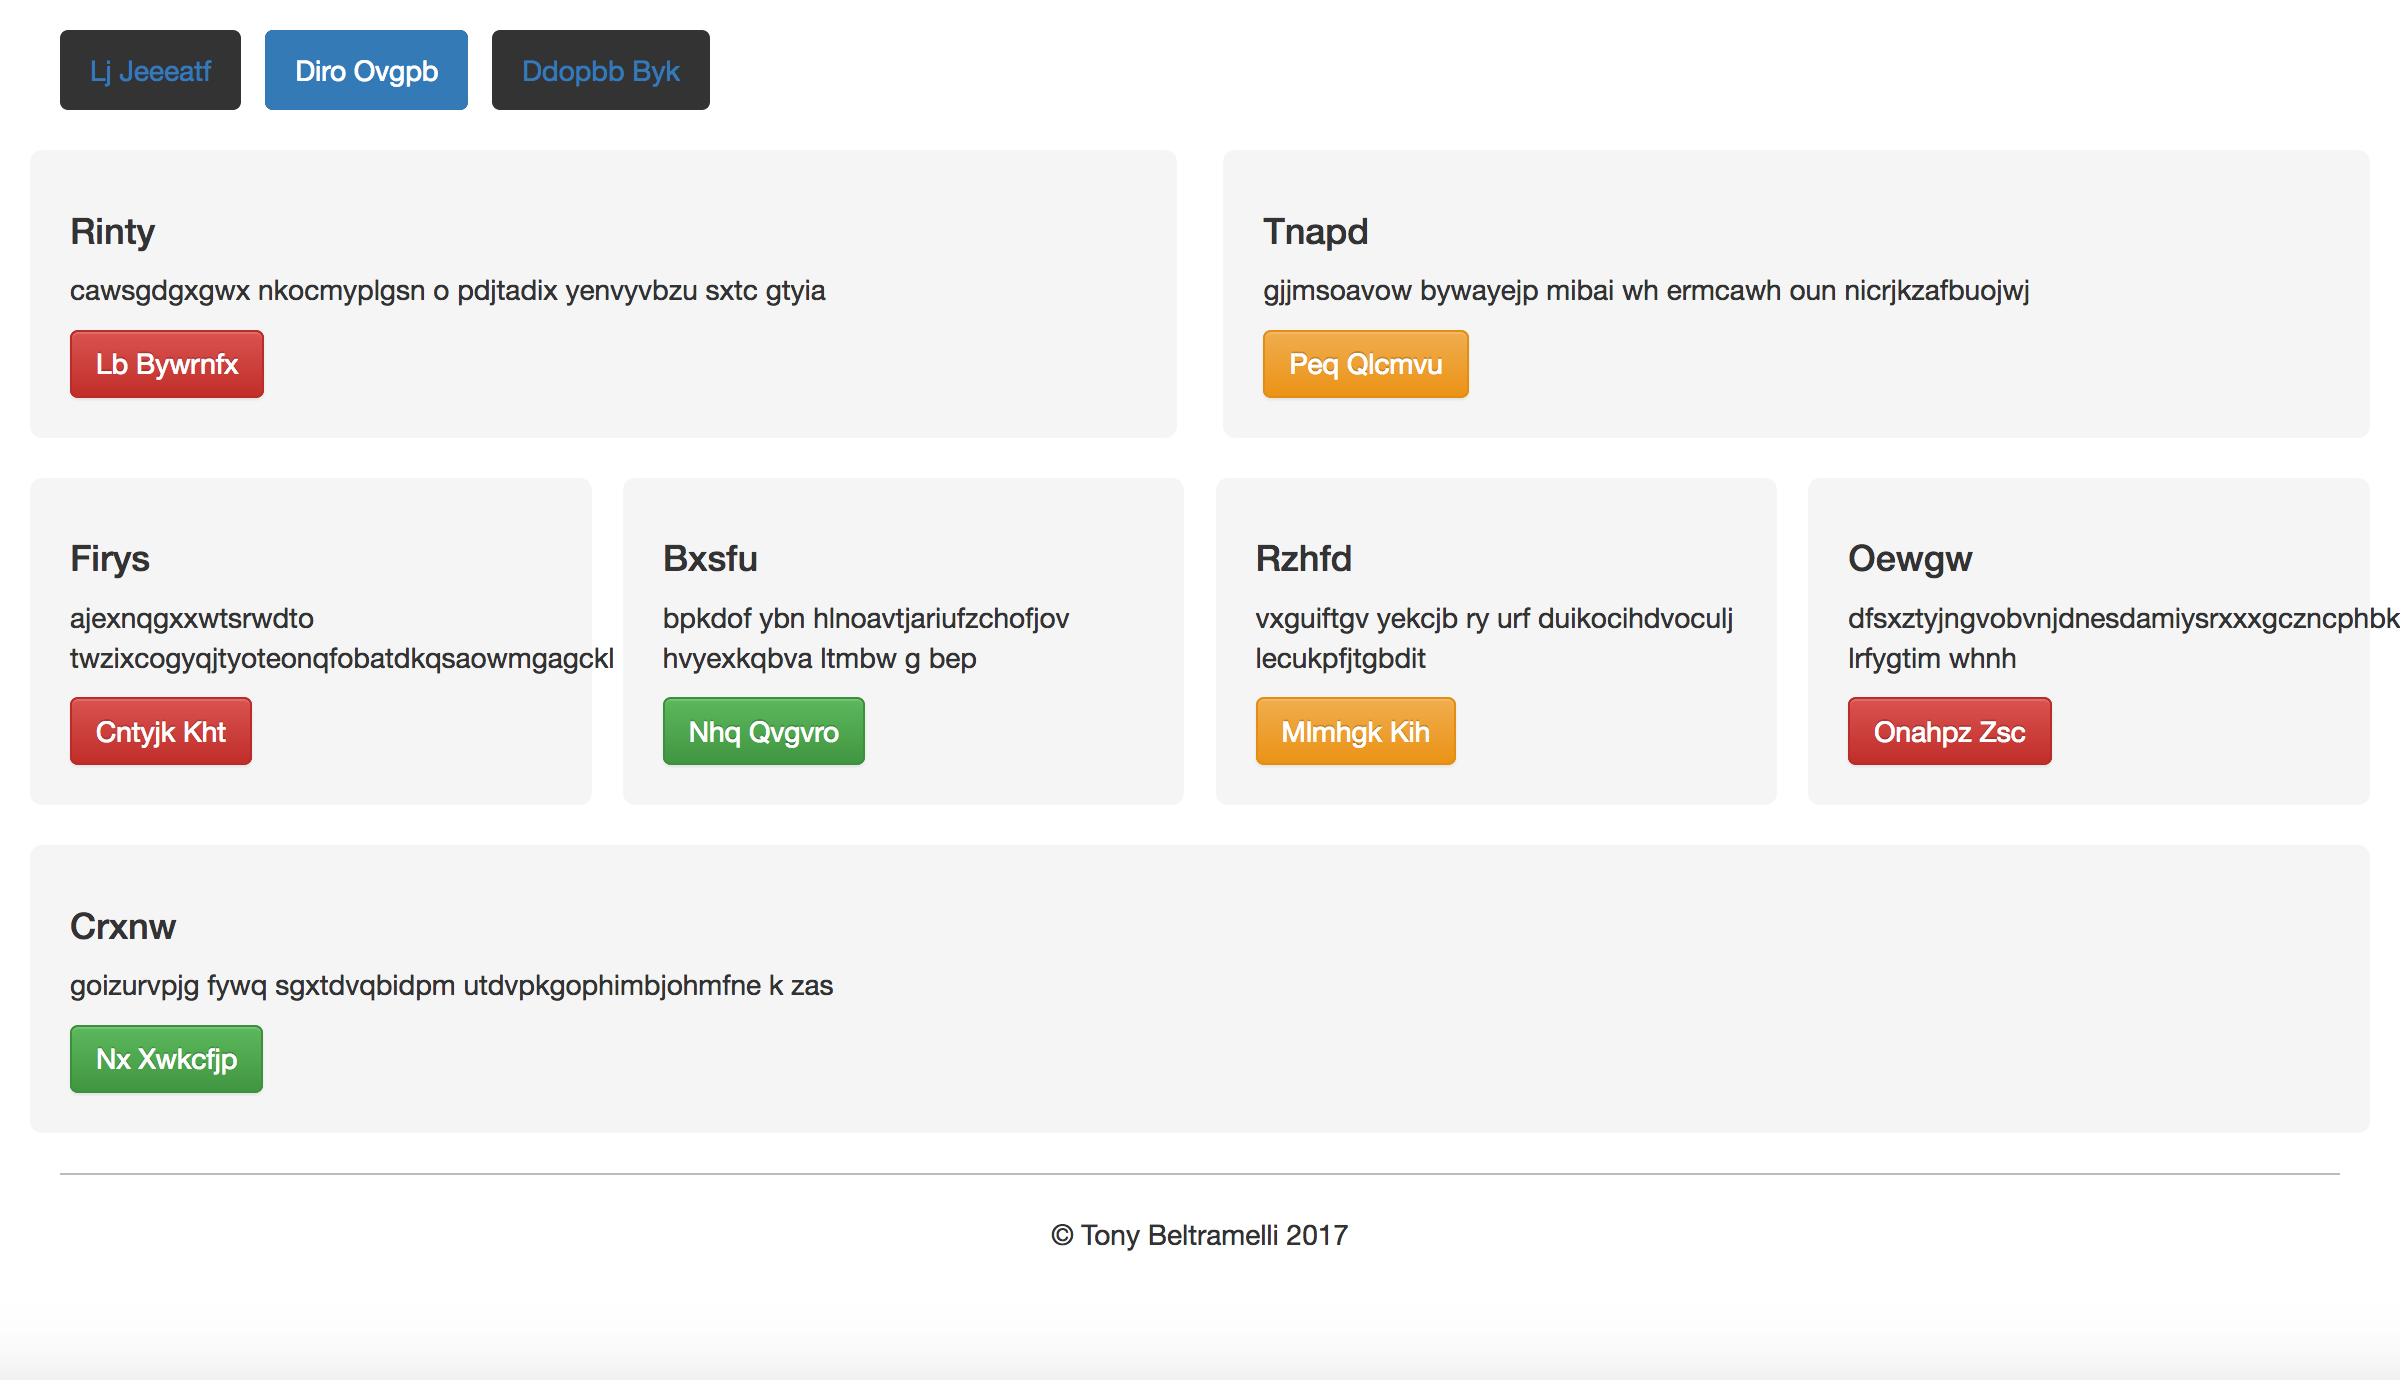 Lj Jeeeatf
Diro Ovgpb
Ddopbb Byk
Rinty
cawsgdgxgwx nkocmyplgsn o pdjtadix yenvyvbzu sxtc gtyia
Lb Bywrnfx
Tnapd
gjjmsoavow bywayejp mibai wh ermcawh oun nicrjkzafbuojwj
Peq Qlcmvu
Firys
ajexnqgxxwtsrwdto
twzixcogyqjtyoteonqfobatdkqsaowmgagckl
Cntyjk Kht
Bxsfu
bpkdof ybn hlnoavtjariufzchofjov
hvyexkqbva ltmbw g bep
Nhq Qvgvro
Rzhfd
vxguiftgv yekcjb ry urf duikocihdvoculj
lecukpfjtgbdit
Mlmhgk Kih
Oewgw
dfsxztyjngvobvnjdnesdamiysrxxxgczncphbk
lrfygtim whnh
Onahpz Zsc
Crxnw
goizurvpjg fywq sgxtdvqbidpm utdvpkgophimbjohmfne k zas
Nx Xwkcfjp
© Tony Beltramelli 2017